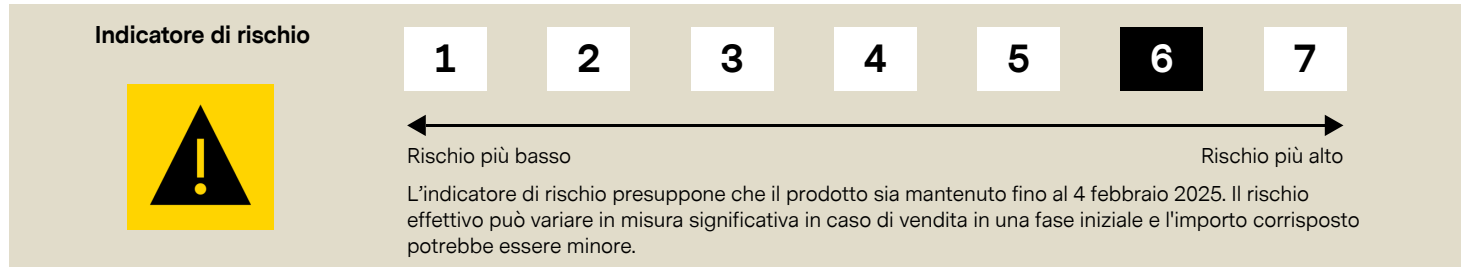 Indicatore di rischio
1 2 3 4 5 6 7
!
Rischio più basso Rischio più alto
L’indicatore di rischio presuppone che il prodotto sia mantenuto fino al 4 febbraio 2025. Il rischio
effettivo può variare in misura significativa in caso di vendita in una fase iniziale e l'importo corrisposto
potrebbe essere minore.